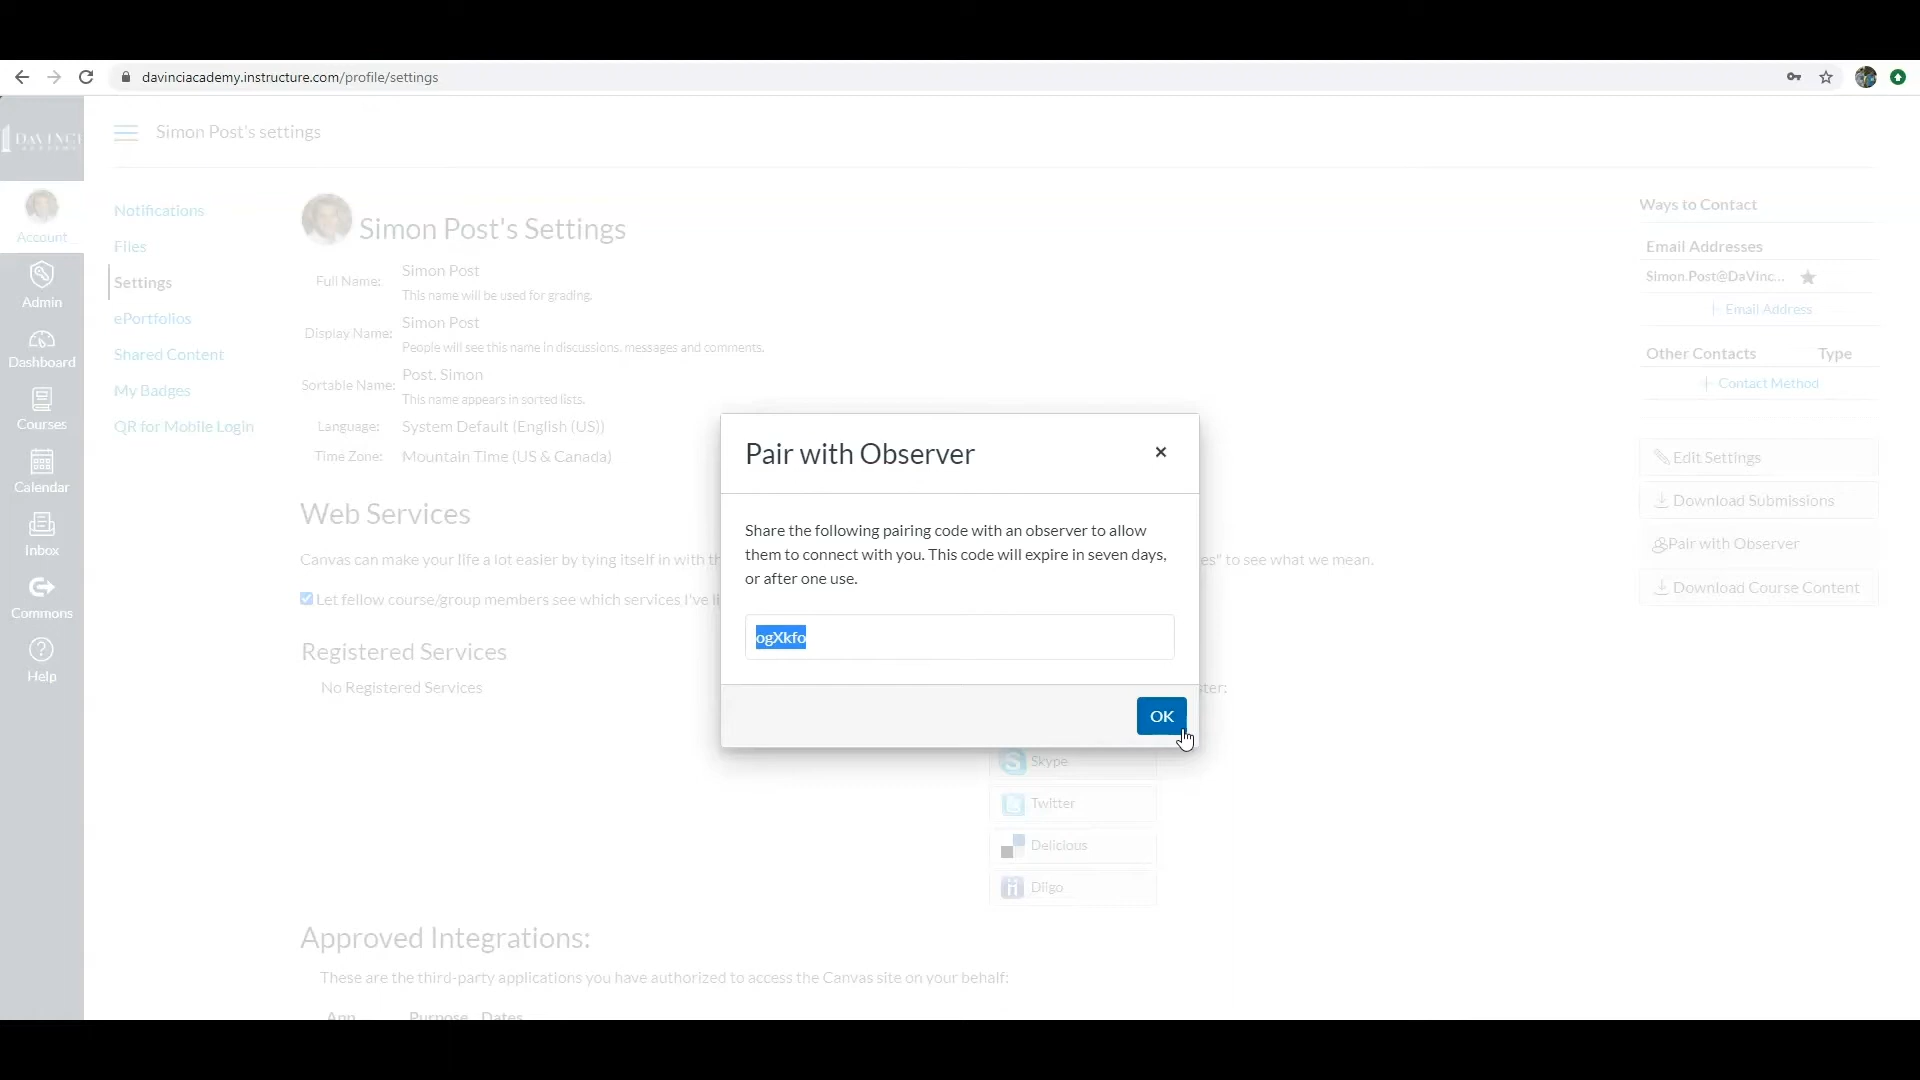 davinciacademy.instructure.com/profile/settings
DAVINCI
Simon Post's settings
Account
Admin
Dashboard
Courses
Calendar
Inbox
Commons
Help
Notifications
Files
Settings
ePortfolios
Shared Content
My Badges
QR for Mobile Login
Simon Post's Settings
Full Name: Simon Post
This name will be used for grading.
Display Name: Simon Post
People will see this name in discussions, messages and comments.
Sortable Name: Post, Simon
This name appears in sorted lists.
Language: System Default (English (US))
Time Zone: Mountain Time (US & Canada)
Web Services
Canvas can make your life a lot easier by tying itself in with th
es" to see what we mean.
Let fellow course/group members see which services I've li
Registered Services
No Registered Services
ster:
Skype
Twitter
Delicious
Diigo
Approved Integrations:
These are the third-party applications you have authorized to access the Canvas site on your behalf:
App Purpose Dates
Pair with Observer
Share the following pairing code with an observer to allow
them to connect with you. This code will expire in seven days,
or after one use.
ogXkfo
OK
Ways to Contact
Email Addresses
Simon.Post@DaVinc...
+ Email Address
Other Contacts Type
+ Contact Method
Edit Settings
Download Submissions
Pair with Observer
Download Course Content